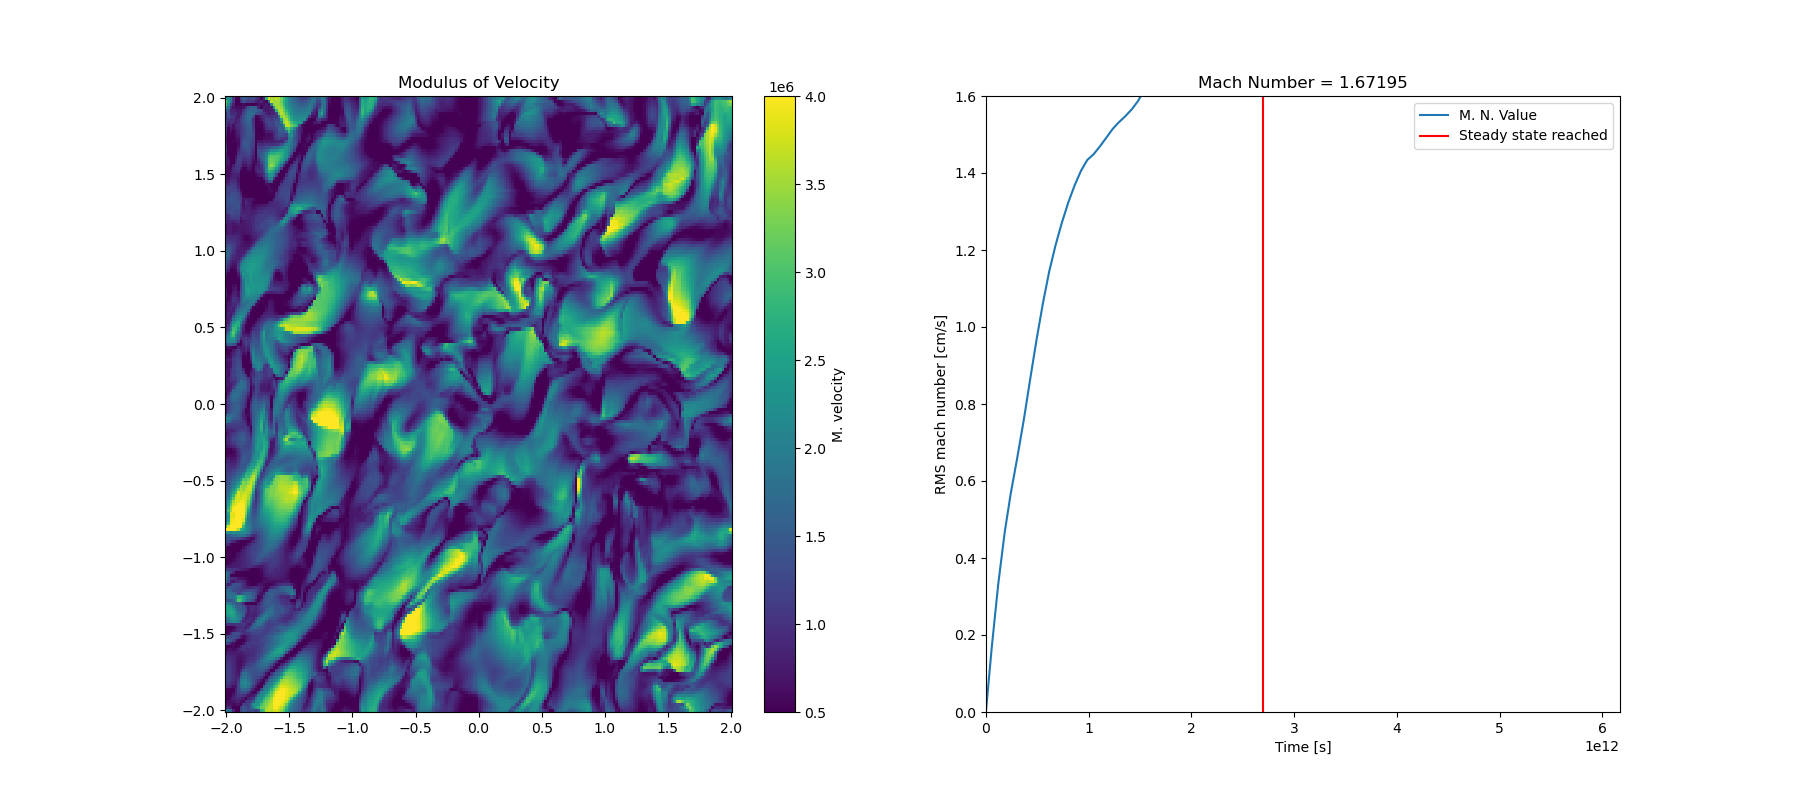 Modulus of Velocity
1e6
2.0
1.5
1.0
0.5
0.0
−0.5
−1.0
−1.5
−2.0
−2.0 −1.5 −1.0 −0.5 0.0 0.5 1.0 1.5 2.0
4.0
3.5
3.0
2.5
2.0
1.5
1.0
0.5
M. velocity
Mach Number = 1.67195
M. N. Value
Steady state reached
1.6
1.4
1.2
1.0
0.8
0.6
0.4
0.2
0.0
RMS mach number [cm/s]
0 1 2 3 4 5 6
Time [s]
1e12